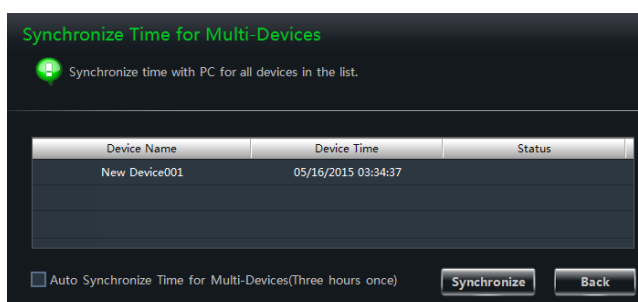 Synchronize Time for Multi-Devices
Synchronize time with PC for all devices in the list.
Device Name Device Time Status
New Device001 05/16/2015 03:34:37
Auto Synchronize Time for Multi-Devices(Three hours once) Synchronize Back